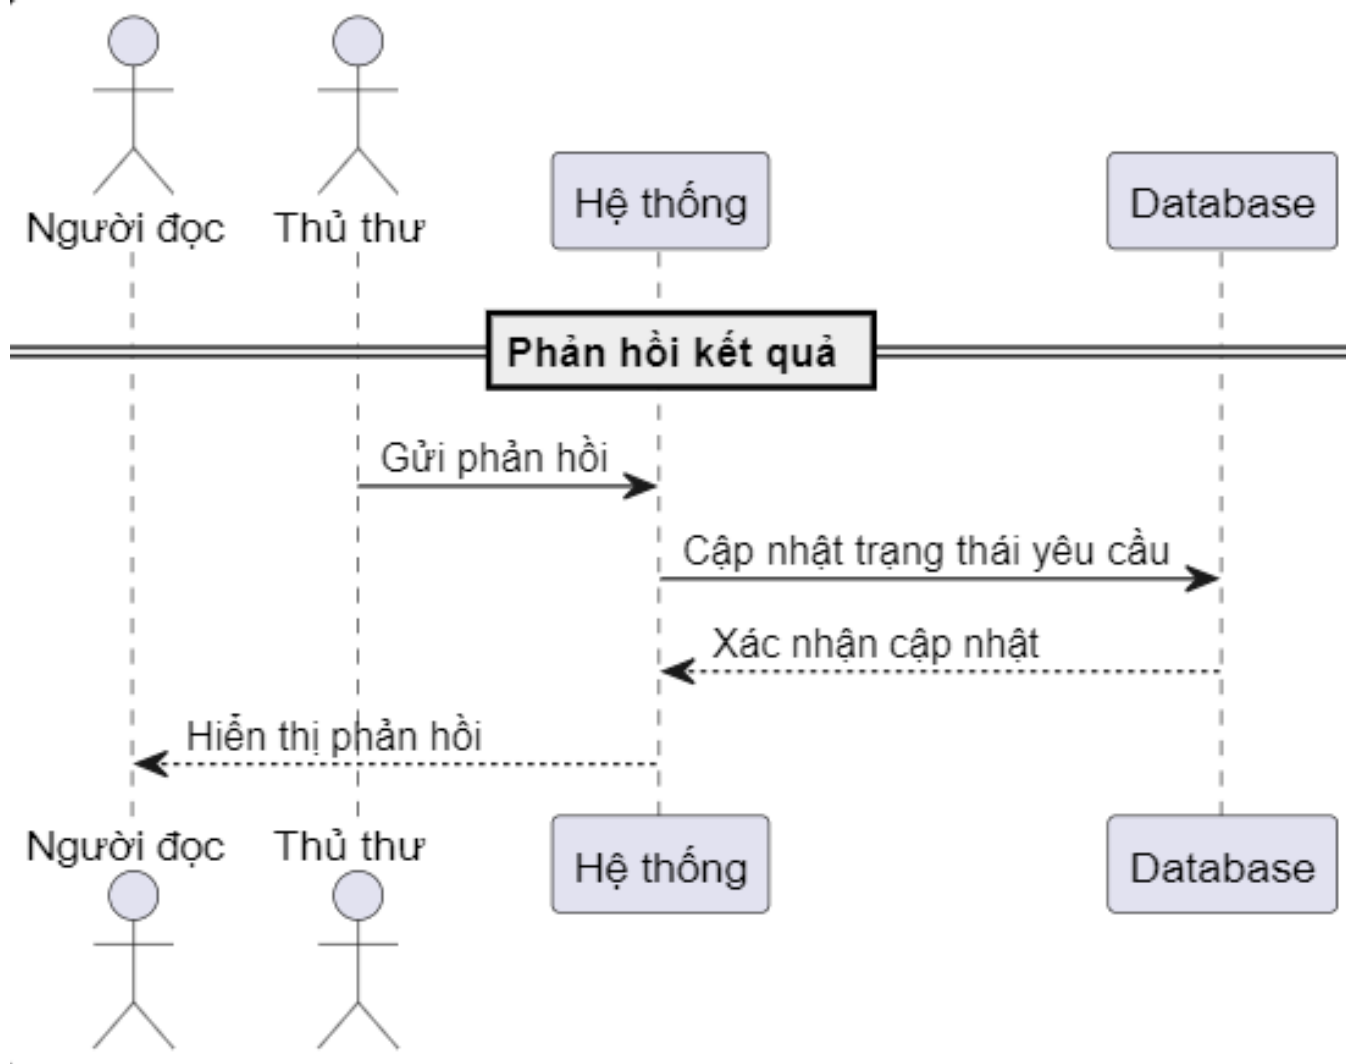 Người đọc
Thủ thư
Hệ thống
Database
Phản hồi kết quả
Gửi phản hồi
Cập nhật trạng thái yêu cầu
Xác nhận cập nhật
Hiển thị phản hồi
Người đọc
Thủ thư
Hệ thống
Database